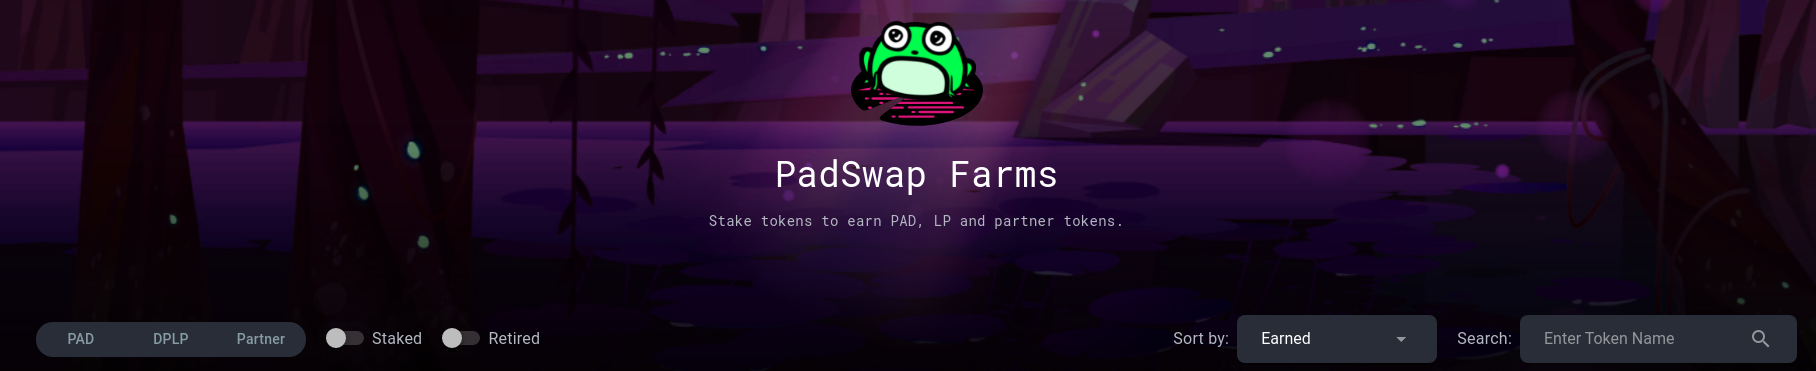 PadSwap Farms
Stake tokens to earn PAD, LP and partner tokens.
PAD DPLP Partner Staked Retired Sort by: Earned Search: Enter Token Name